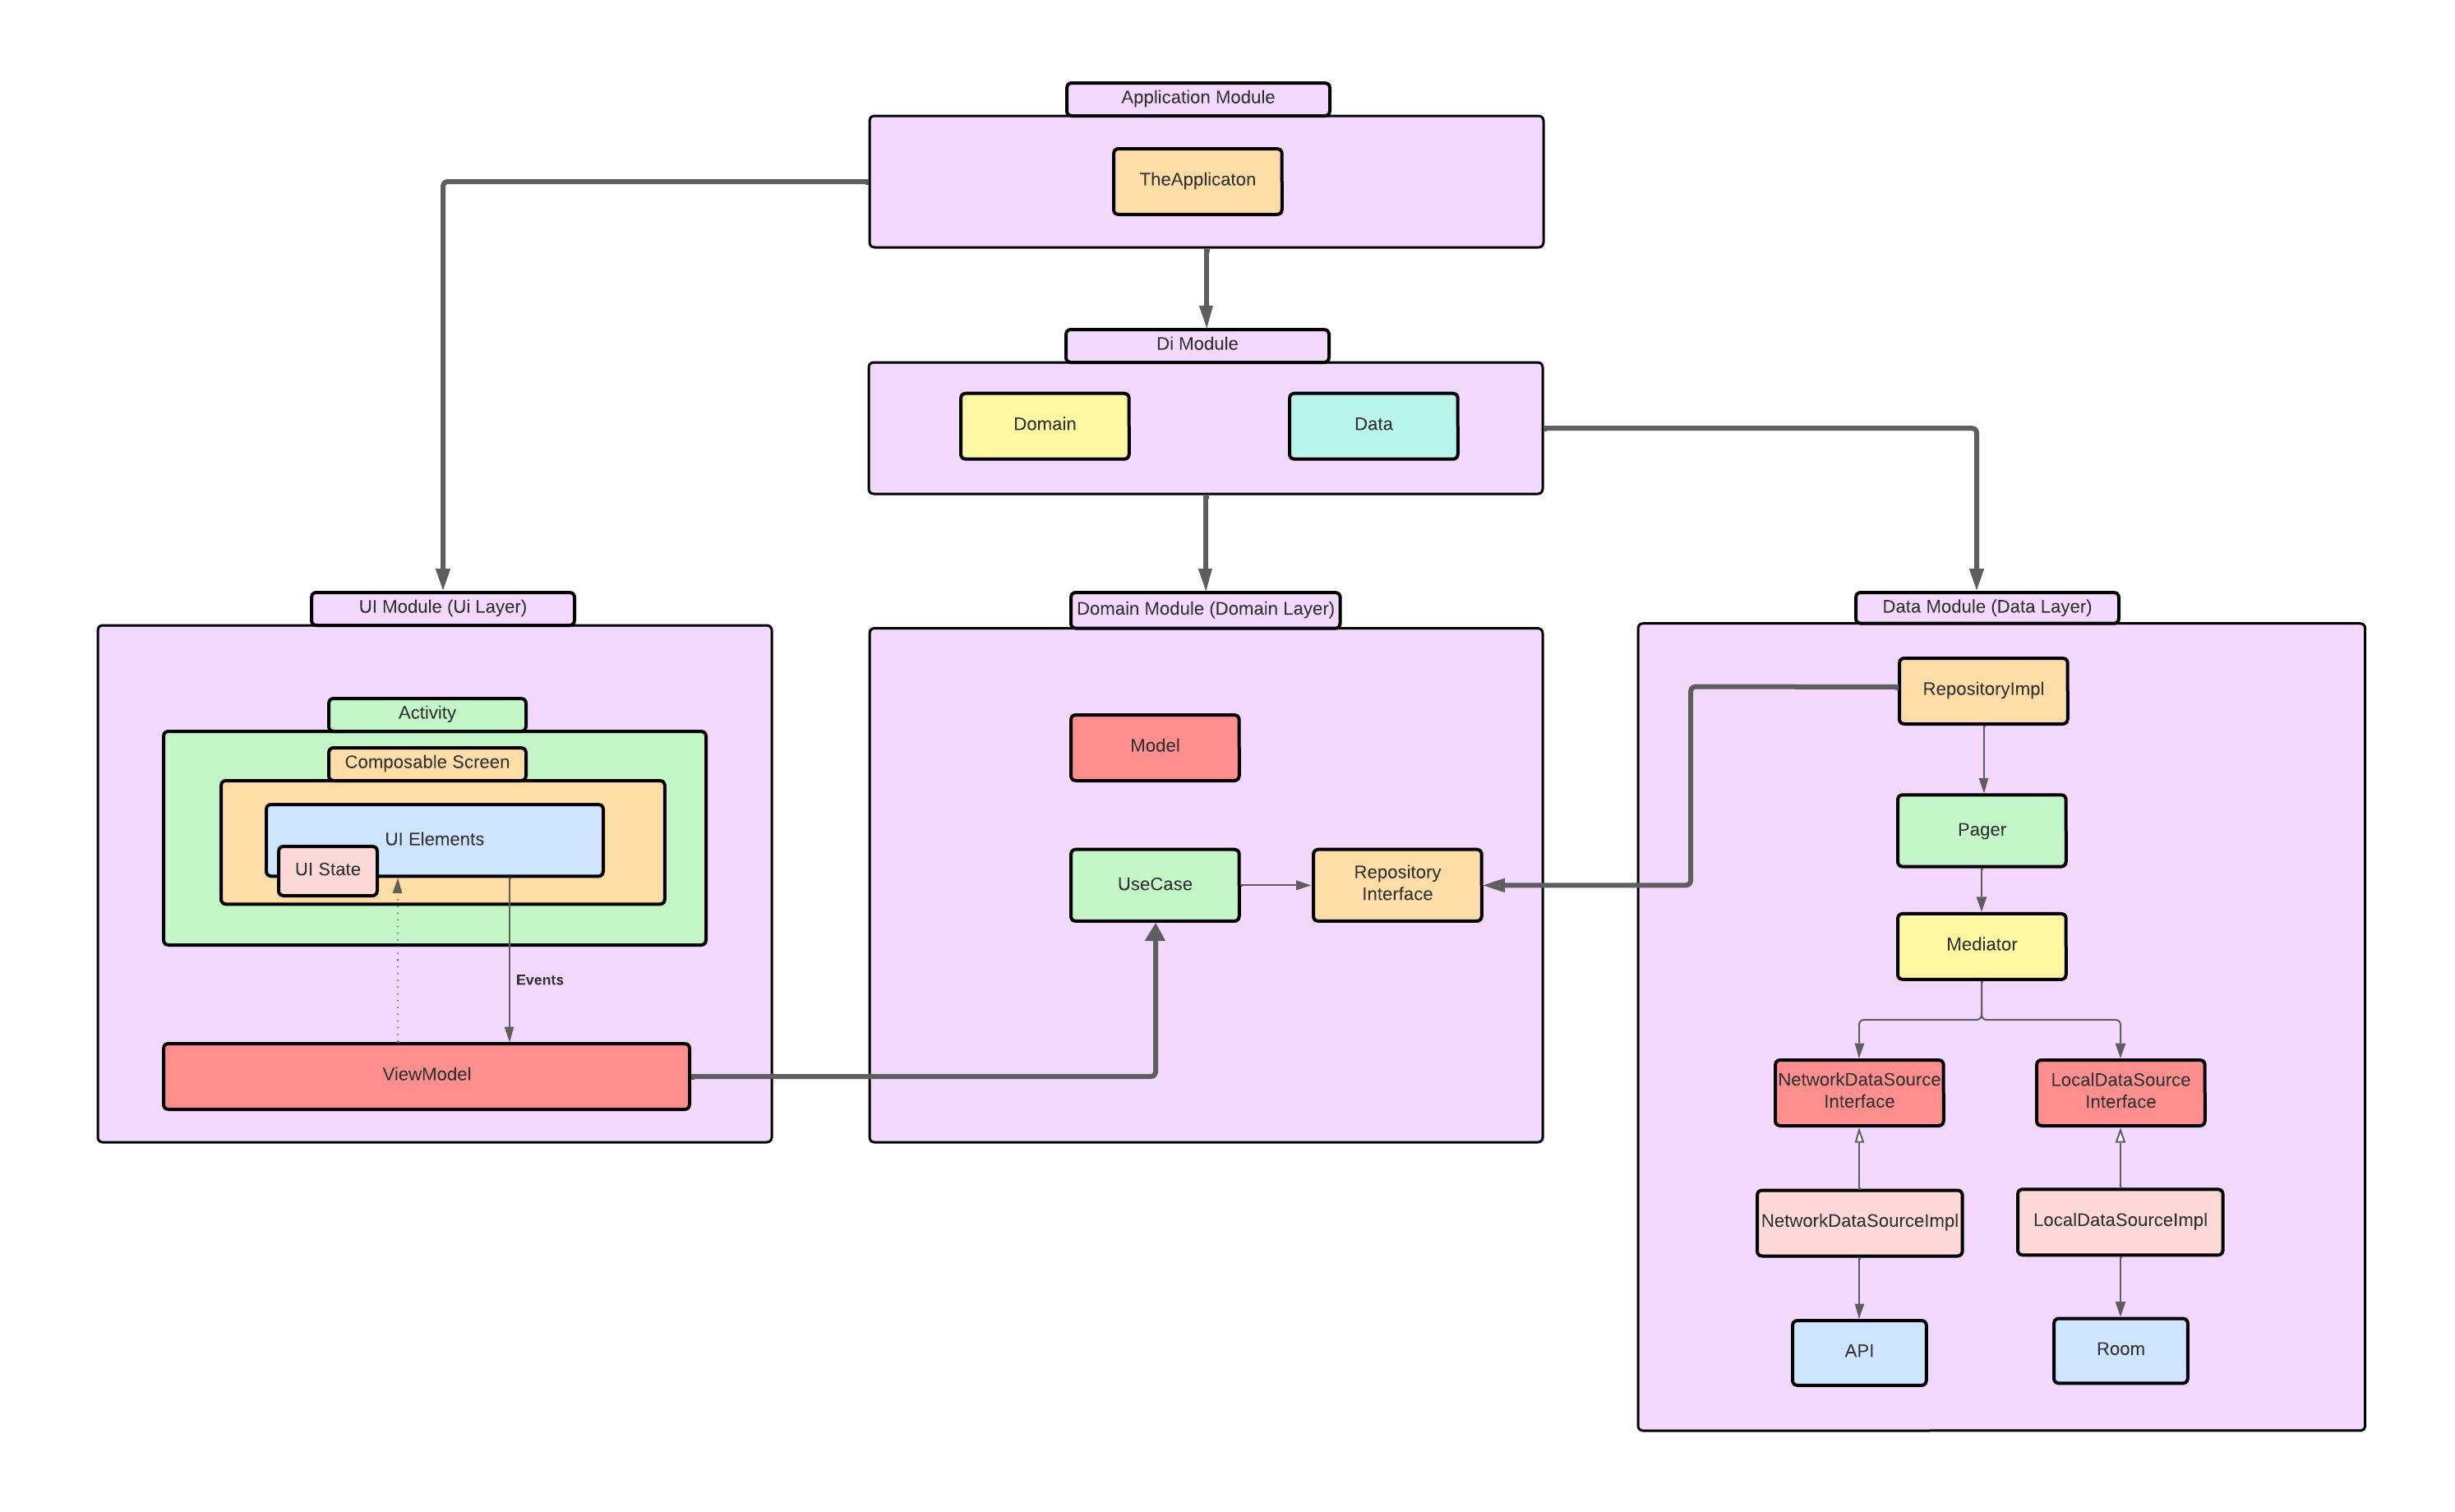 Application Module
TheApplicaton
Di Module
Domain
Data
UI Module (Ui Layer)
Activity
Composable Screen
UI Elements
UI State
Events
ViewModel
Domain Module (Domain Layer)
Model
UseCase
Repository
Interface
Data Module (Data Layer)
RepositoryImpl
Pager
Mediator
NetworkDataSource
Interface
LocalDataSource
Interface
NetworkDataSourceImpl
LocalDataSourceImpl
API
Room